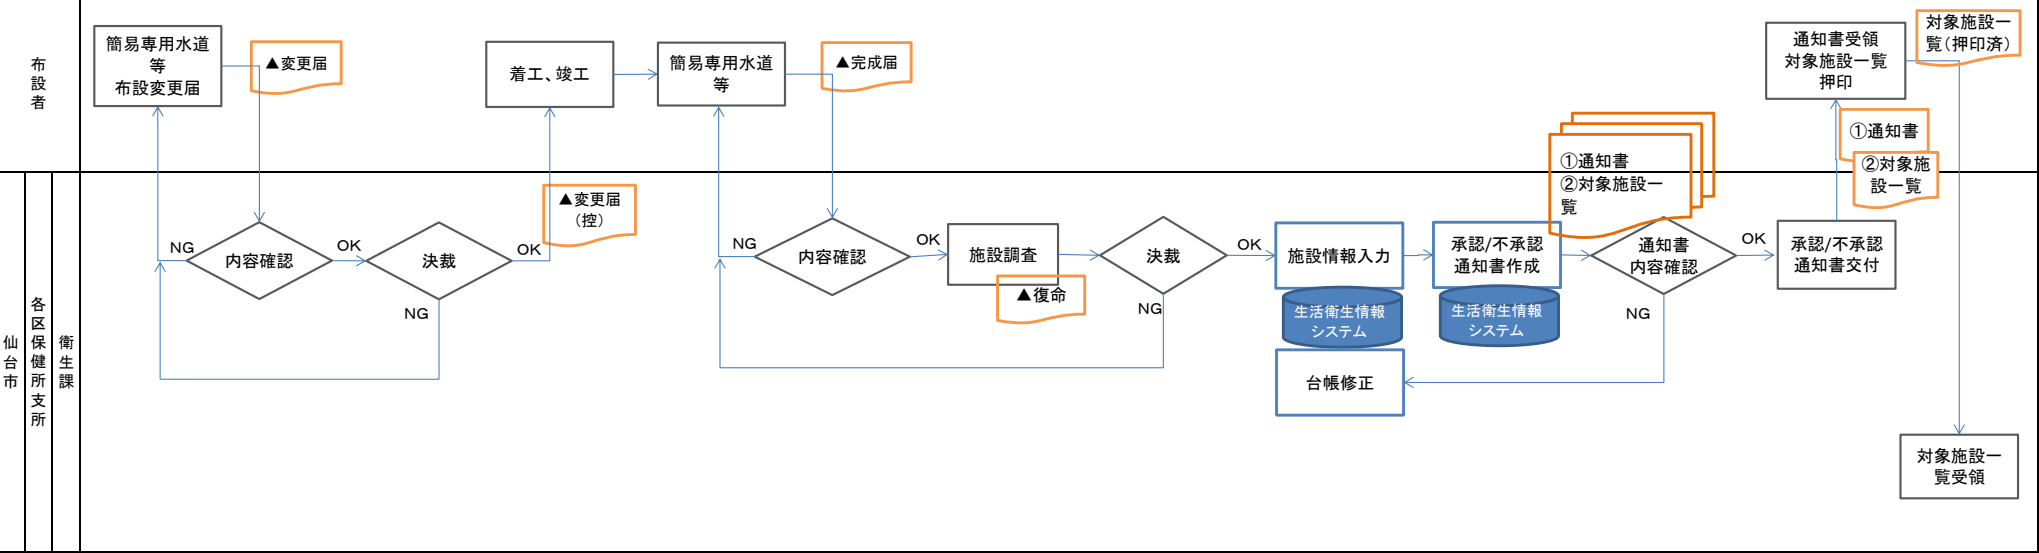 布設者
仙台市
各区保健所支所
衛生課
簡易専用水道
等
布設変更届
▲変更届
着工、竣工
簡易専用水道
等
▲完成届
通知書受領
対象施設一覧
押印
対象施設一
覧(押印済)
①通知書
②対象施
設一覧
①通知書
②対象施設一
覧
▲変更届
(控)
NG
内容確認
OK
決裁
OK
NG
NG
内容確認
OK
施設調査
▲復命
決裁
OK
NG
施設情報入力
生活衛生情報
システム
台帳修正
承認/不承認
通知書作成
生活衛生情報
システム
通知書
内容確認
OK
NG
承認/不承認
通知書交付
対象施設一
覧受領